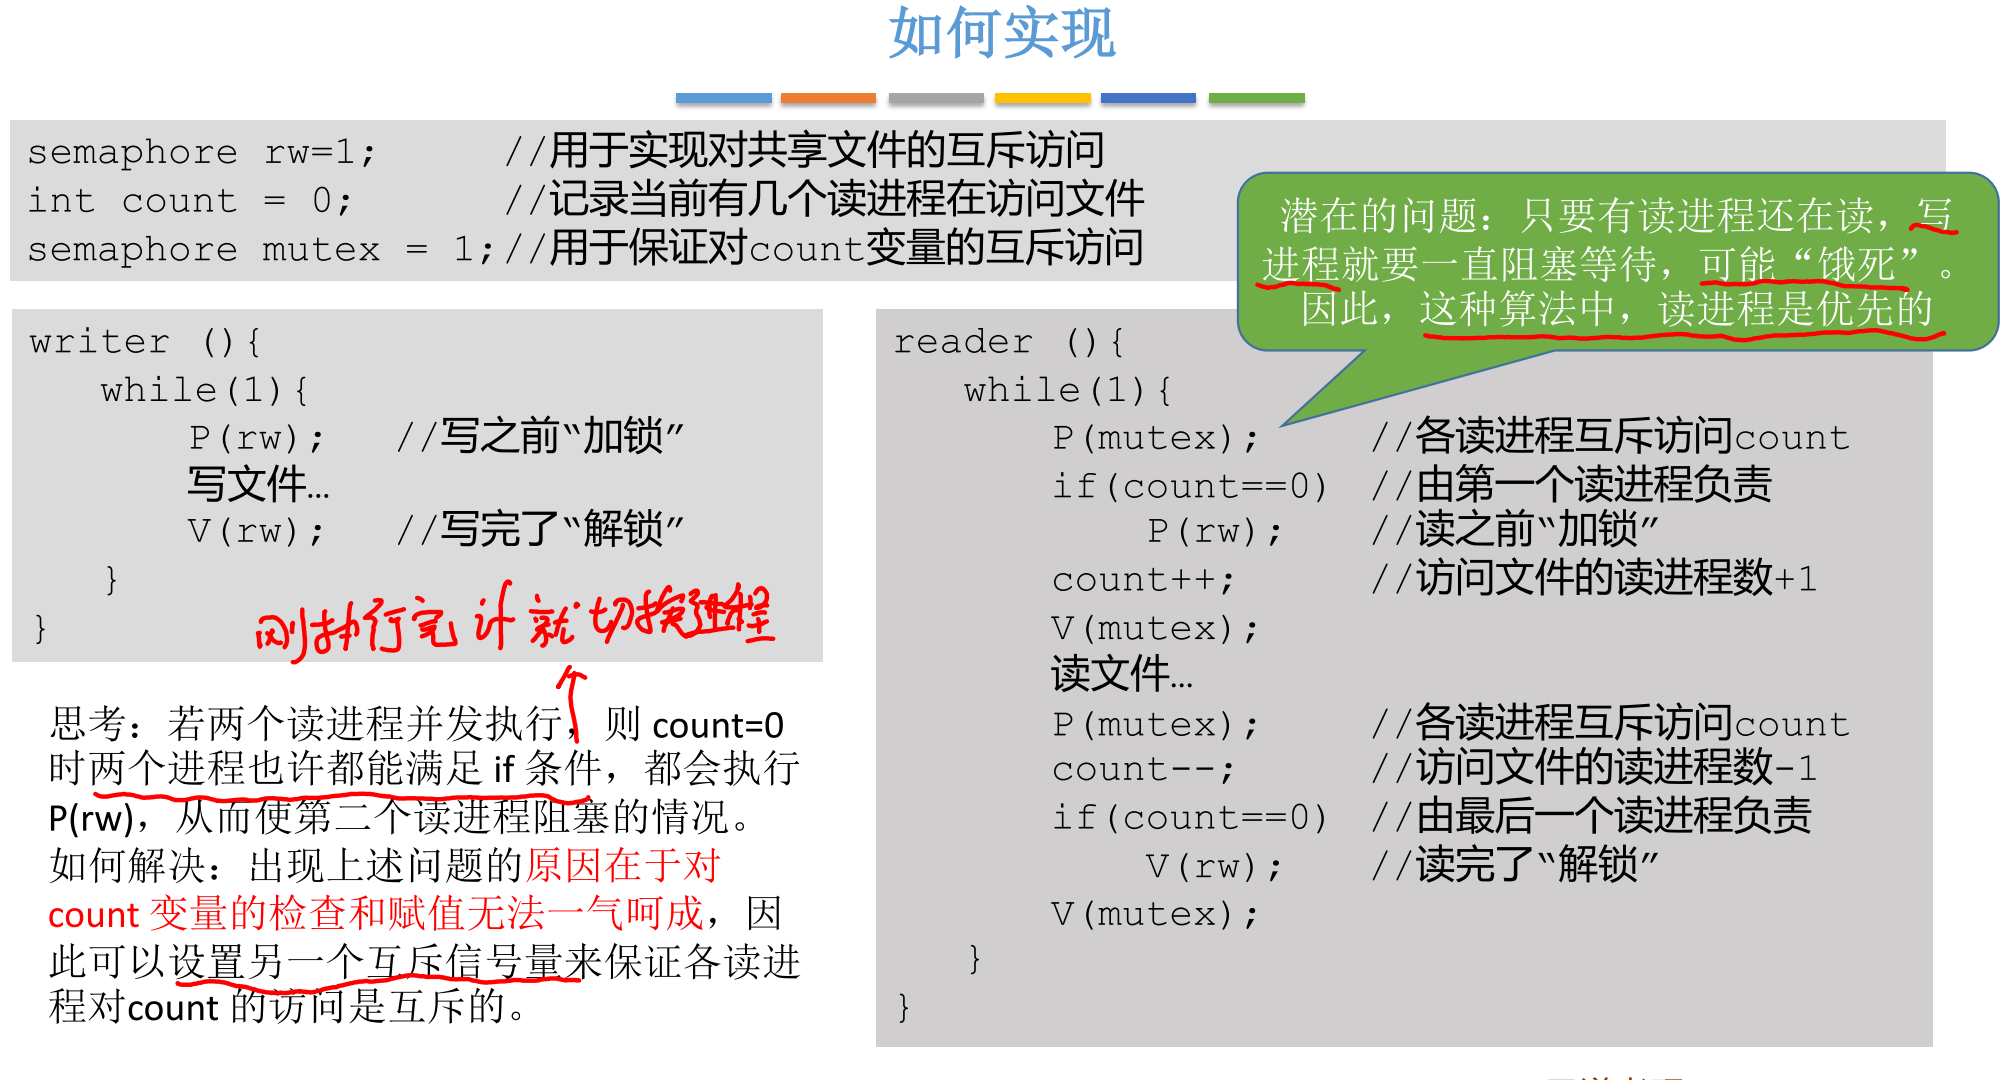 如何实现
semaphore rw=1; //用于实现对共享文件的互斥访问
int count = 0; //记录当前有几个读进程在访问文件
semaphore mutex = 1;//用于保证对count变量的互斥访问
潜在的问题：只要有读进程还在读，写
进程就要一直阻塞等待，可能“饿死”。
因此，这种算法中，读进程是优先的
writer (){
while(1){
P(rw); //写之前“加锁”
写文件…
V(rw); //写完了“解锁”
}
}
刚执行完 计就切换进程
思考：若两个读进程并发执行，则 count=0
时两个进程也许都能满足 if 条件，都会执行
P(rw)，从而使第二个读进程阻塞的情况。
如何解决：出现上述问题的原因在于对
count 变量的检查和赋值无法一气呵成，因
此可以设置另一个互斥信号量来保证各读进
程对count 的访问是互斥的。
reader (){
while(1){
P(mutex); //各读进程互斥访问count
if(count==0) //由第一个读进程负责
P(rw); //读之前“加锁”
count++; //访问文件的读进程数+1
V(mutex);
读文件…
P(mutex); //各读进程互斥访问count
count--; //访问文件的读进程数-1
if(count==0) //由最后一个读进程负责
V(rw); //读完了“解锁”
V(mutex);
}
}